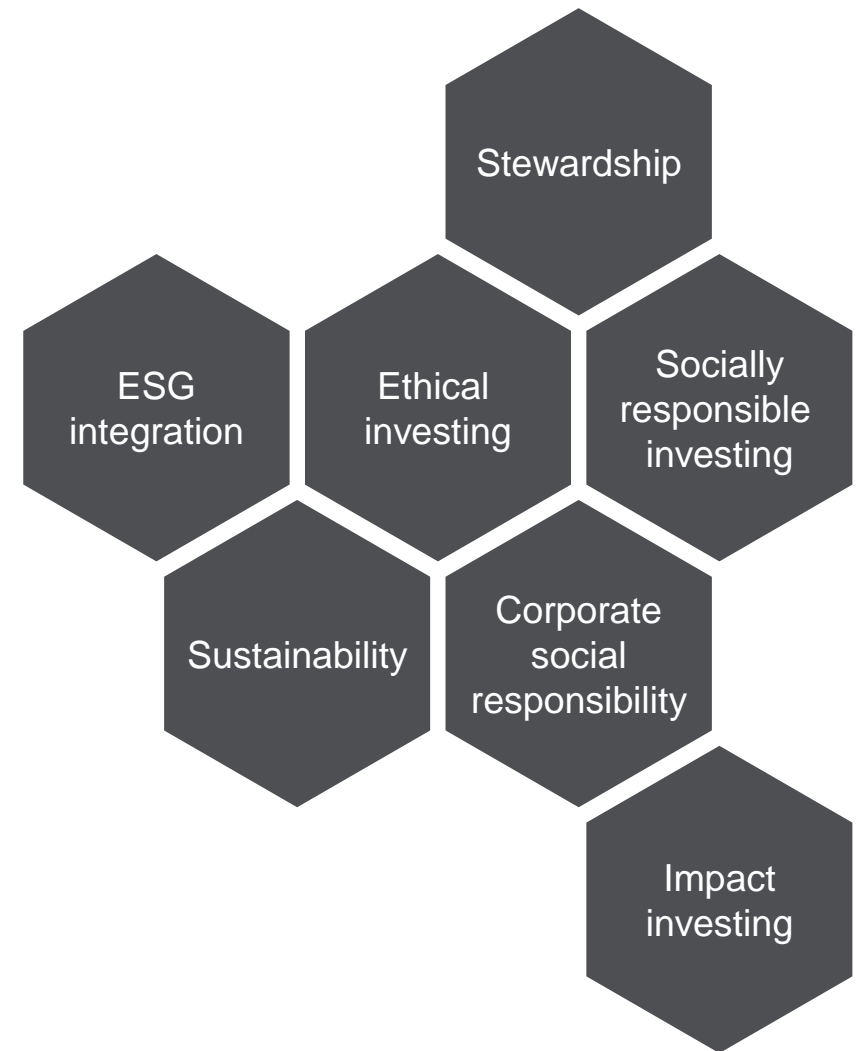 Stewardship
ESG
integration
Ethical
investing
Socially
responsible
investing
Sustainability
Corporate
social
responsibility
Impact
investing